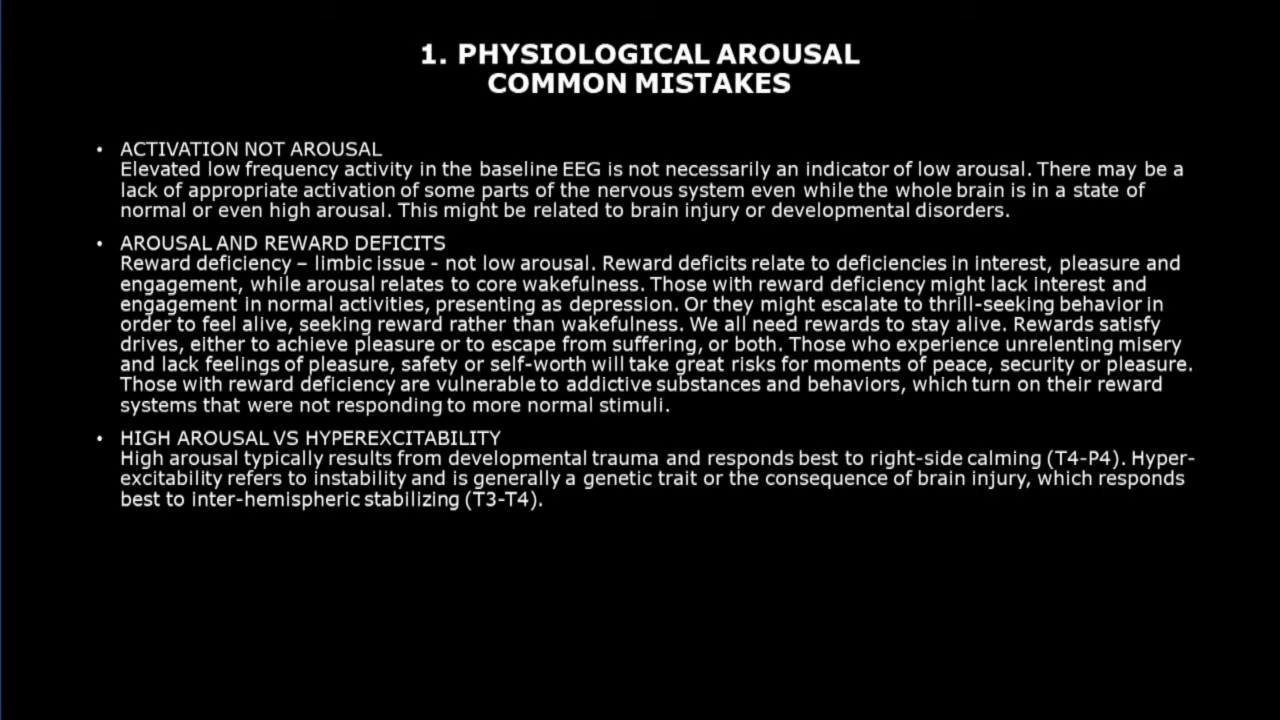 1. PHYSIOLOGICAL AROUSAL
COMMON MISTAKES
• ACTIVATION NOT AROUSAL
Elevated low frequency activity in the baseline EEG is not necessarily an indicator of low arousal. There may be a
lack of appropriate activation of some parts of the nervous system even while the whole brain is in a state of
normal or even high arousal. This might be related to brain injury or developmental disorders.
• AROUSAL AND REWARD DEFICITS
Reward deficiency – limbic issue - not low arousal. Reward deficits relate to deficiencies in interest, pleasure and
engagement, while arousal relates to core wakefulness. Those with reward deficiency might lack interest and
engagement in normal activities, presenting as depression. Or they might escalate to thrill-seeking behavior in
order to feel alive, seeking reward rather than wakefulness. We all need rewards to stay alive. Rewards satisfy
drives, either to achieve pleasure or to escape from suffering, or both. Those who experience unrelenting misery
and lack feelings of pleasure, safety or self-worth will take great risks for moments of peace, security or pleasure.
Those with reward deficiency are vulnerable to addictive substances and behaviors, which turn on their reward
systems that were not responding to more normal stimuli.
• HIGH AROUSAL VS HYPEREXCITABILITY
High arousal typically results from developmental trauma and responds best to right-side calming (T4-P4). Hyper-
excitability refers to instability and is generally a genetic trait or the consequence of brain injury, which responds
best to inter-hemispheric stabilizing (T3-T4).